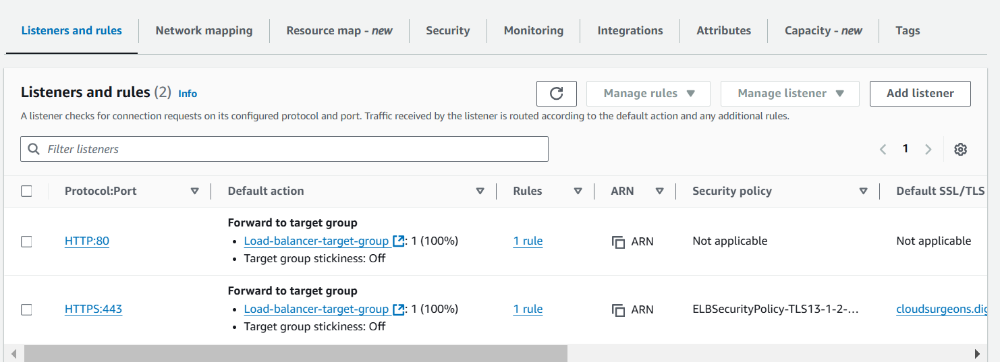 Listeners and rules Network mapping Resource map - new Security Monitoring Integrations Attributes Capacity - new Tags
Listeners and rules (2) Info Manage rules Manage listener Add listener
A listener checks for connection requests on its configured protocol and port. Traffic received by the listener is routed according to the default action and any additional rules.
Filter listeners 1
Protocol:Port Default action Rules ARN Security policy Default SSL/TLS
Forward to target group
HTTP:80 • Load-balancer-target-group : 1 (100%) 1 rule ARN Not applicable Not applicable
• Target group stickiness: Off
Forward to target group
HTTPS:443 • Load-balancer-target-group : 1 (100%) 1 rule ARN ELBSecurityPolicy-TLS13-1-2-... cloudsurgeons.dig
• Target group stickiness: Off